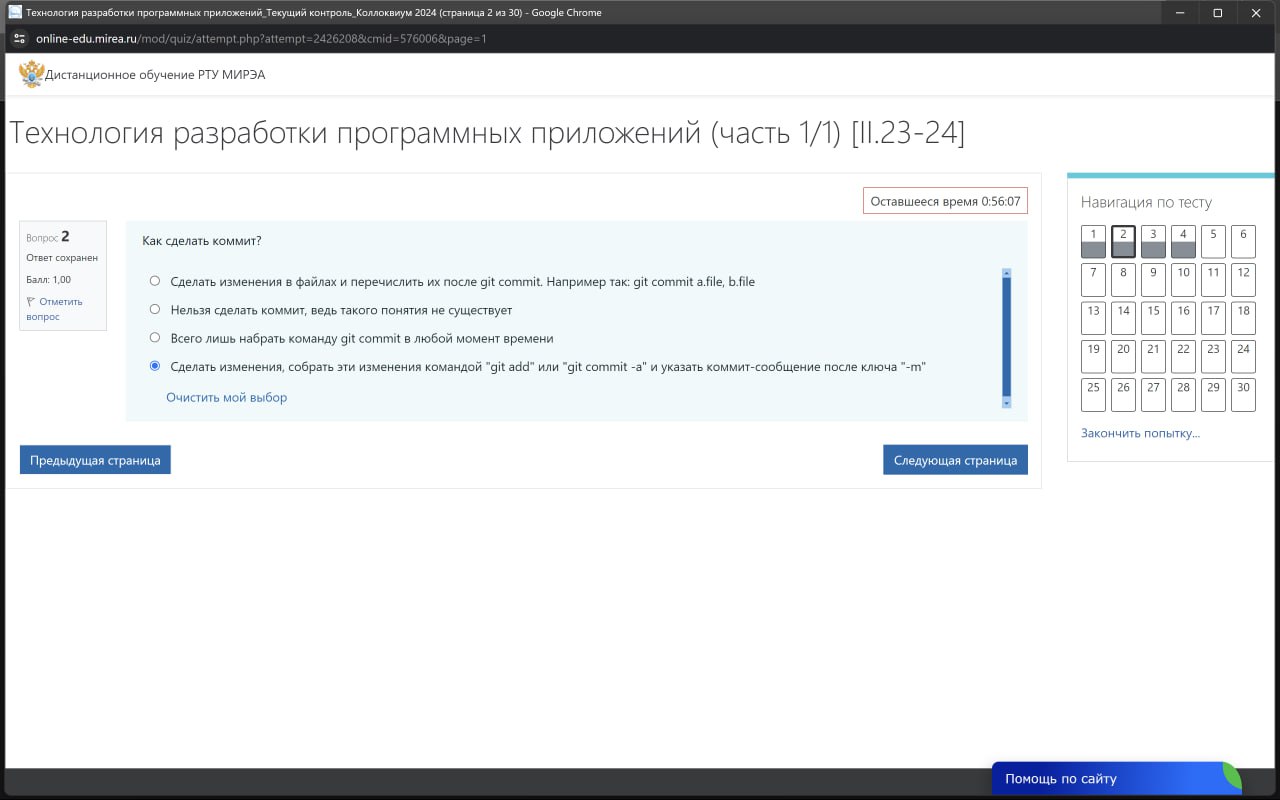 Технология разработки программных приложений_Текущий контроль_Коллоквиум 2024 (страница 2 из 30) - Google Chrome
online-edu.mirea.ru/mod/quiz/attempt.php?attempt=2426208&cmid=576006&page=1
Дистанционное обучение РТУ МИРЭА
Технология разработки программных приложений (часть 1/1) [II.23-24]
Оставшееся время 0:56:07
Вопрос 2
Ответ сохранен
Балл: 1,00
Отметить
вопрос
Как сделать коммит?
Сделать изменения в файлах и перечислить их после git commit. Например так: git commit a.file, b.file
Нельзя сделать коммит, ведь такого понятия не существует
Всего лишь набрать команду git commit в любой момент времени
Сделать изменения, собрать эти изменения командой "git add" или "git commit -a" и указать коммит-сообщение после ключа "-m"
Очистить мой выбор
Предыдущая страница
Следующая страница
Навигация по тесту
1 2 3 4 5 6
7 8 9 10 11 12
13 14 15 16 17 18
19 20 21 22 23 24
25 26 27 28 29 30
Закончить попытку...
Помощь по сайту